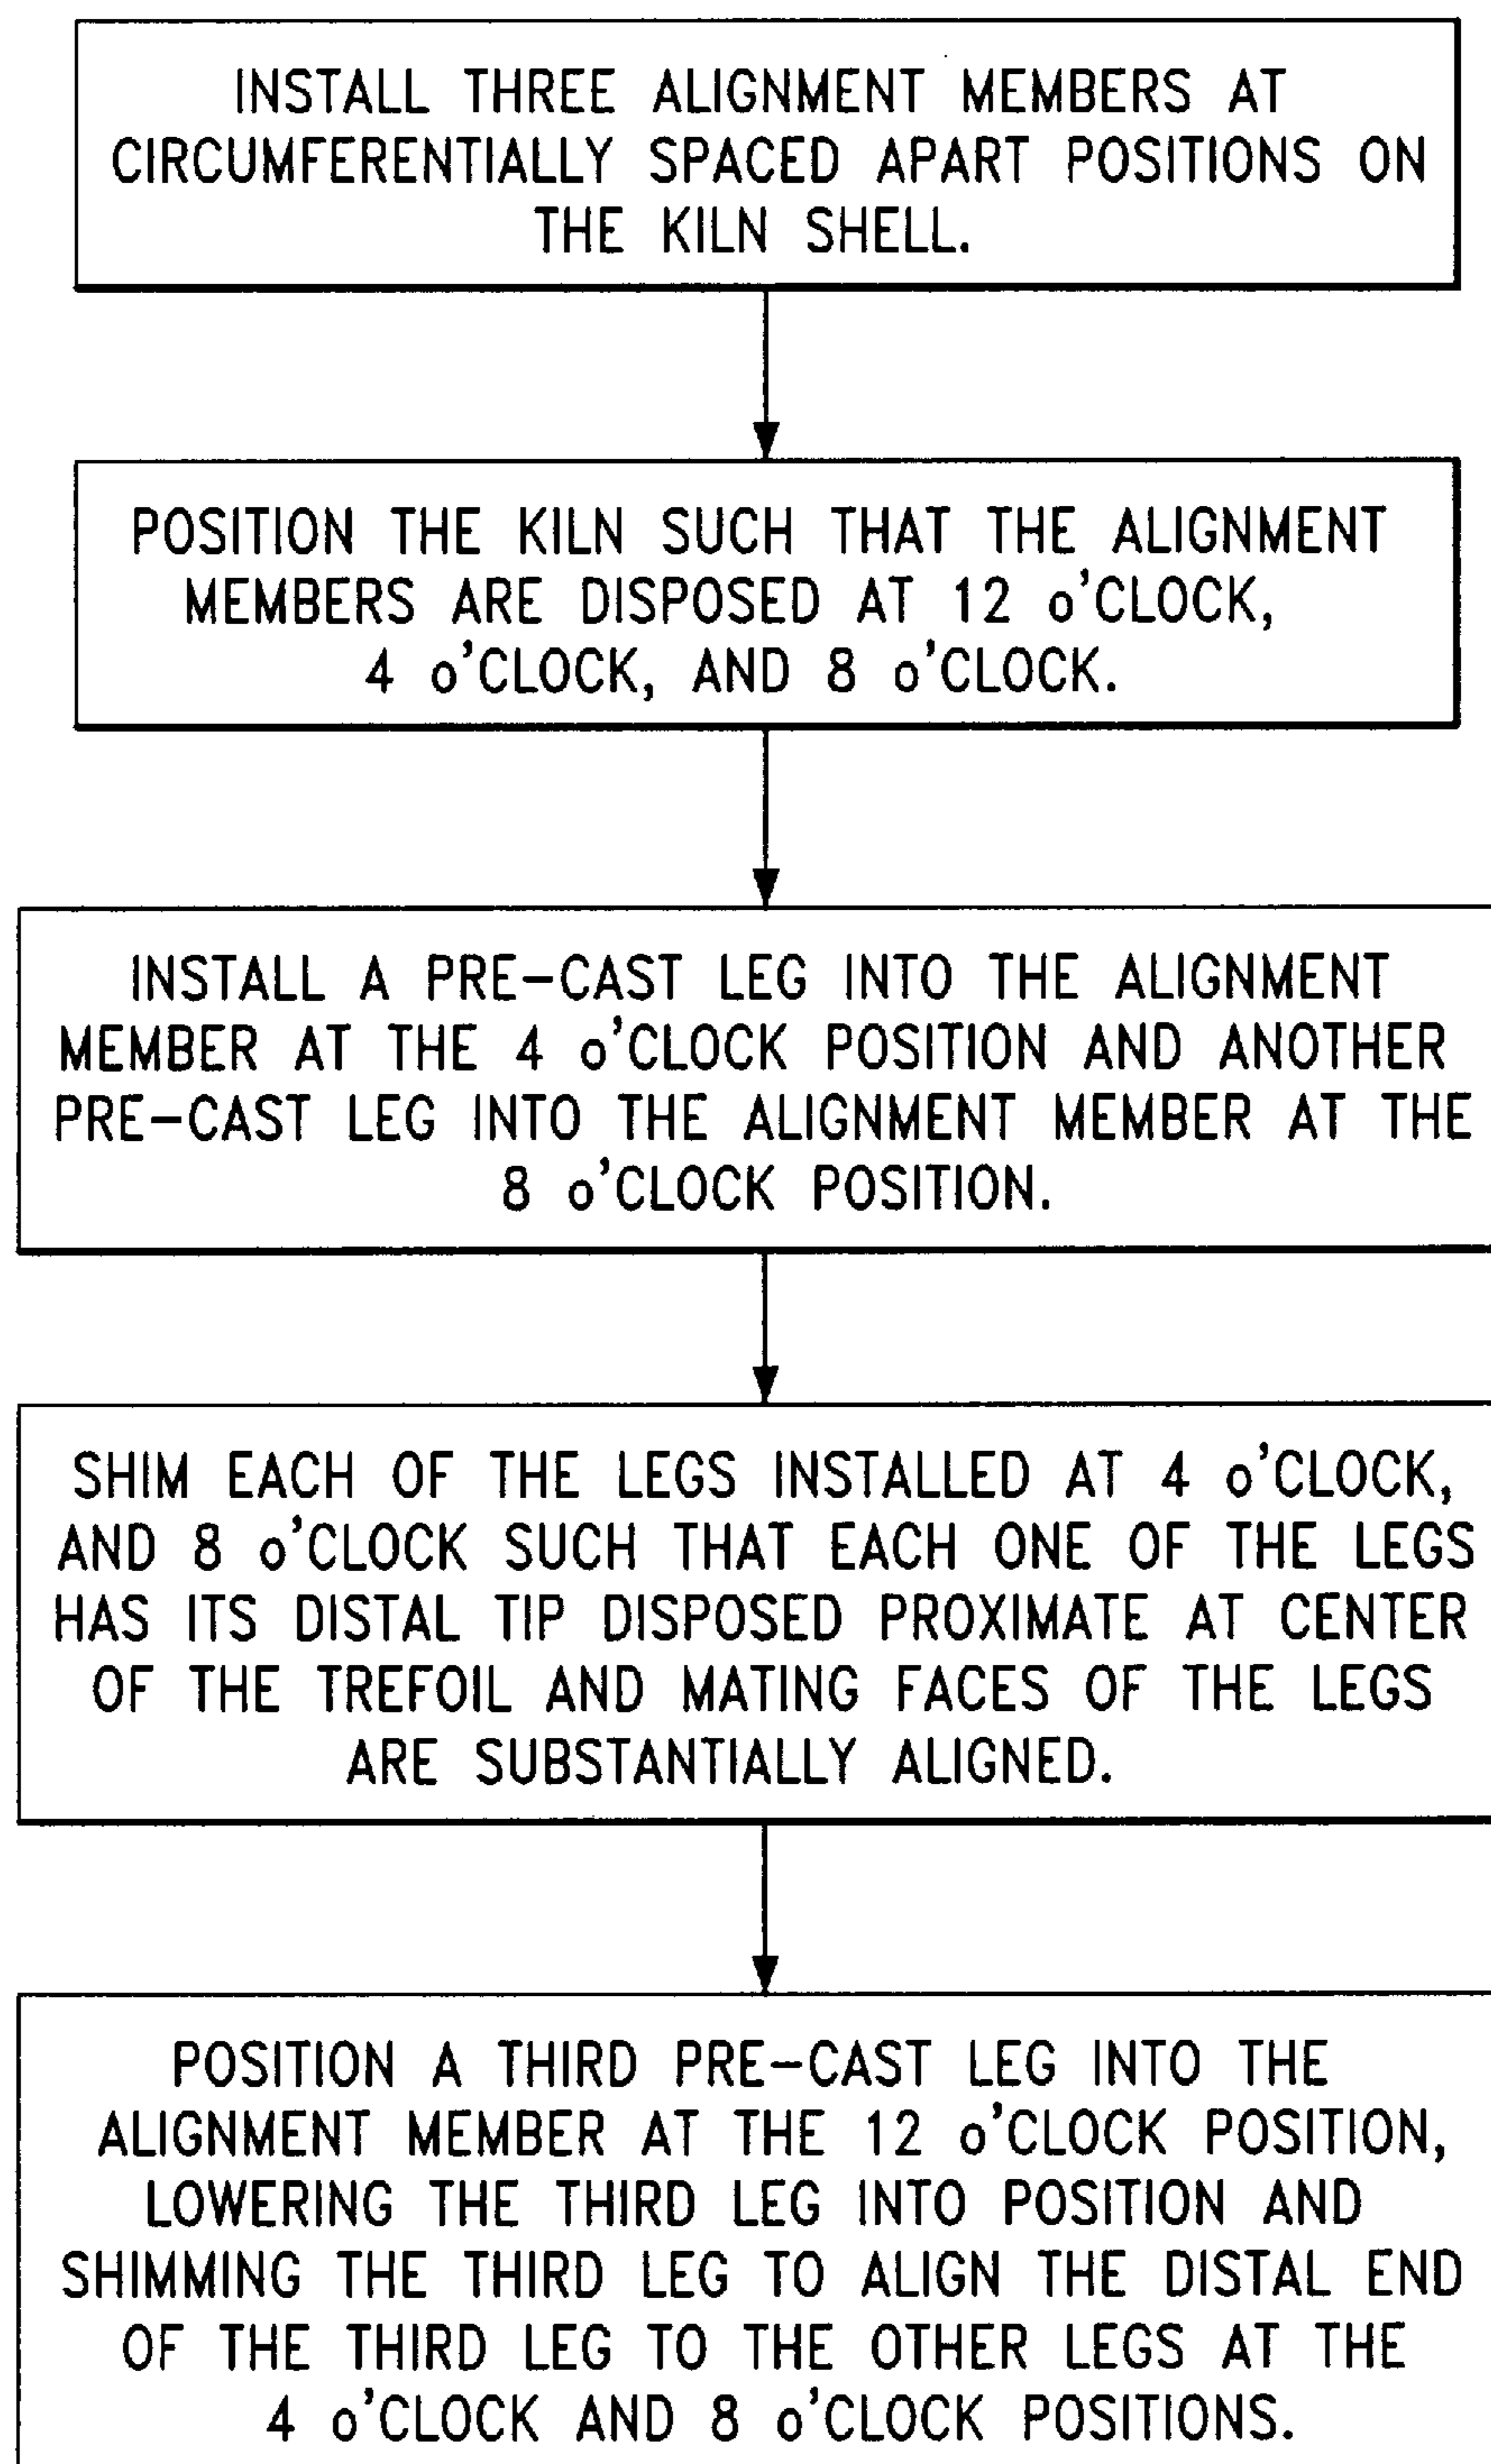 INSTALL THREE ALIGNMENT MEMBERS AT
CIRCUMFERENTIALLY SPACED APART POSITIONS ON
THE KILN SHELL.
POSITION THE KILN SUCH THAT THE ALIGNMENT
MEMBERS ARE DISPOSED AT 12 o'CLOCK,
4 o'CLOCK, AND 8 o'CLOCK.
INSTALL A PRE-CAST LEG INTO THE ALIGNMENT
MEMBER AT THE 4 o'CLOCK POSITION AND ANOTHER
PRE-CAST LEG INTO THE ALIGNMENT MEMBER AT THE
8 o'CLOCK POSITION.
SHIM EACH OF THE LEGS INSTALLED AT 4 o'CLOCK,
AND 8 o'CLOCK SUCH THAT EACH ONE OF THE LEGS
HAS ITS DISTAL TIP DISPOSED PROXIMATE AT CENTER
OF THE TREFOIL AND MATING FACES OF THE LEGS
ARE SUBSTANTIALLY ALIGNED.
POSITION A THIRD PRE-CAST LEG INTO THE
ALIGNMENT MEMBER AT THE 12 o'CLOCK POSITION,
LOWERING THE THIRD LEG INTO POSITION AND
SHIMMING THE THIRD LEG TO ALIGN THE DISTAL END
OF THE THIRD LEG TO THE OTHER LEGS AT THE
4 o'CLOCK AND 8 o'CLOCK POSITIONS.